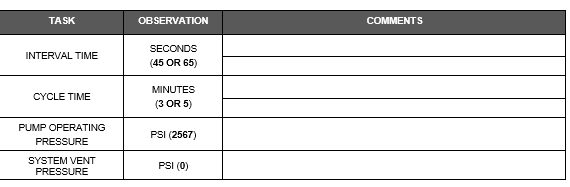 TASK OBSERVATION COMMENTS
INTERVAL TIME
SECONDS
(45 OR 65)
CYCLE TIME
MINUTES
(3 OR 5)
PUMP OPERATING
PRESSURE
PSI (2567)
SYSTEM VENT
PRESSURE
PSI (0)